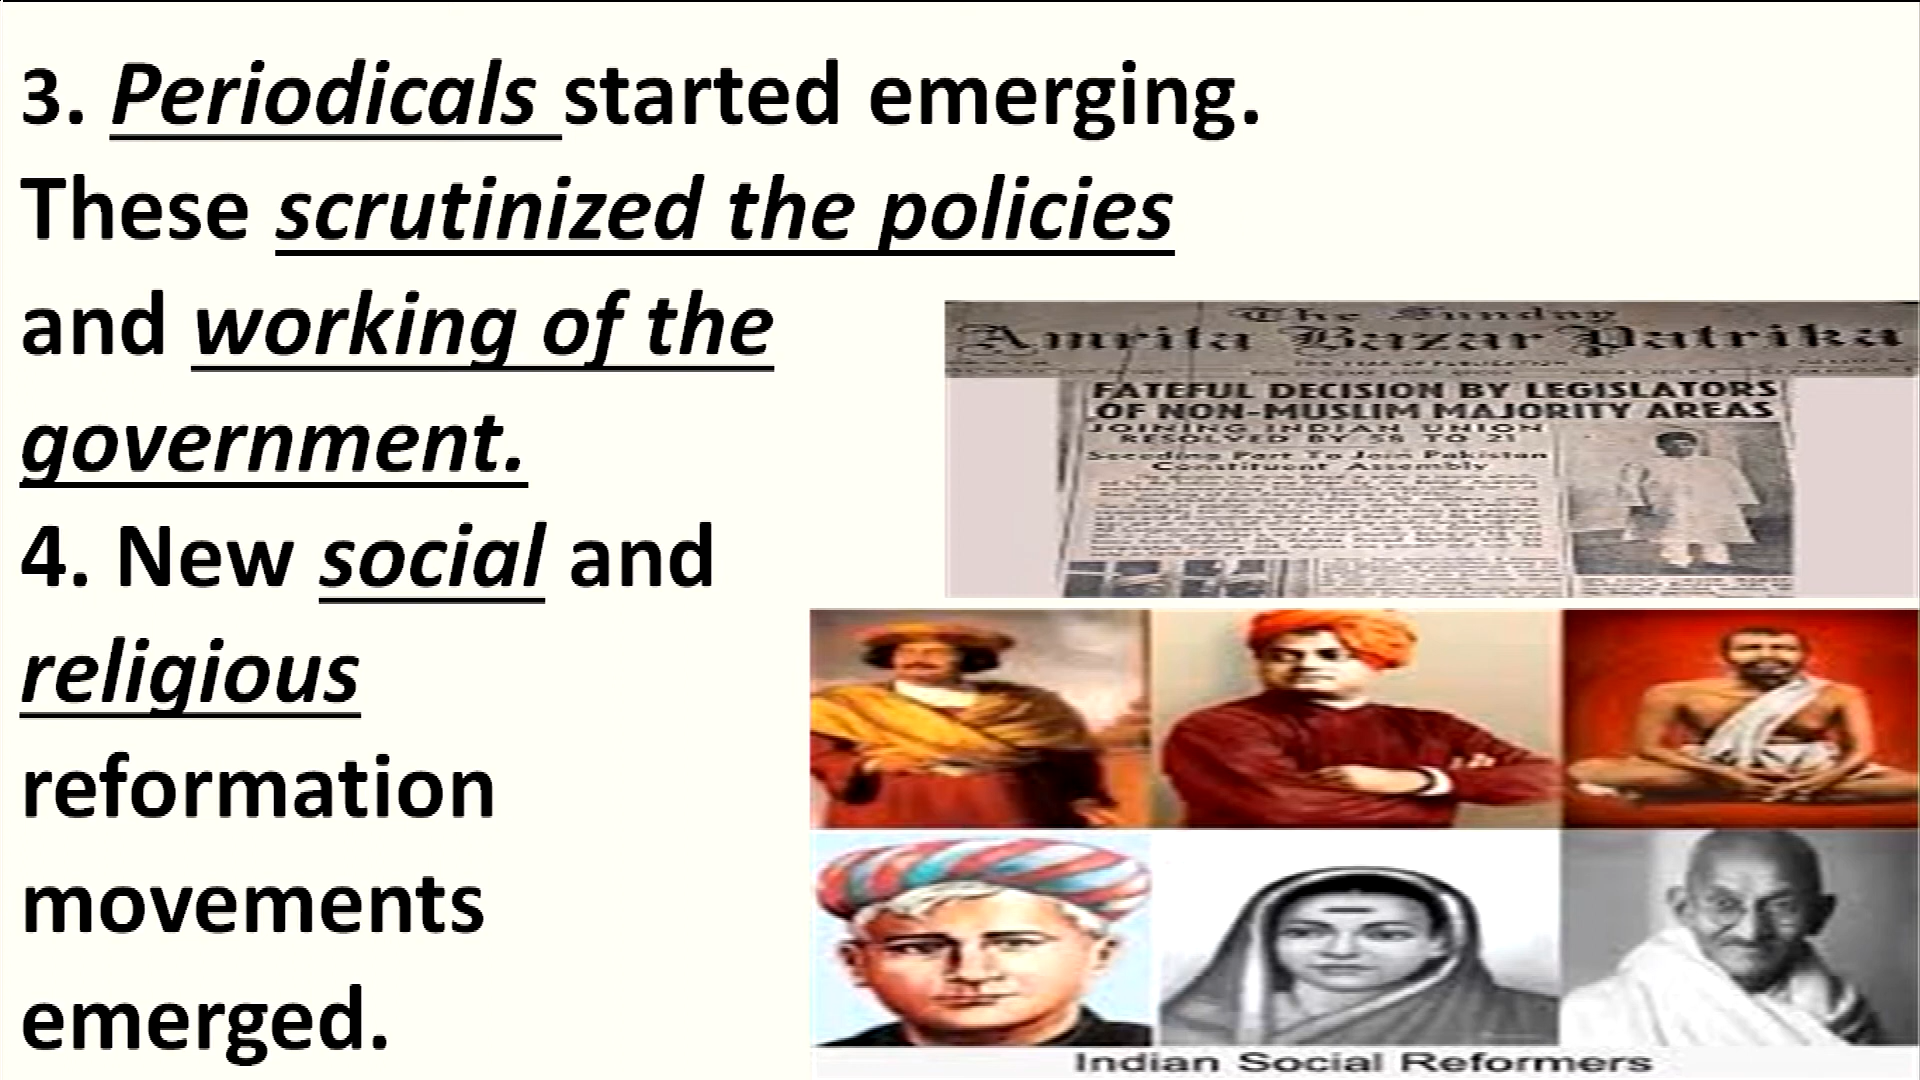 3. Periodicals started emerging.
These scrutinized the policies
and working of the
government.
4. New social and
religious
reformation
movements
emerged.
The Sunday
Amrita Bazar Patrika
FATEFUL DECISION BY LEGISLATORS
OF NON-MUSLIM MAJORITY AREAS
JOINING INDIAN UNION
RESOLVED BY 58 TO 21
Seceding Part To Join Pakistan
Constituent Assembly
Indian Social Reformers